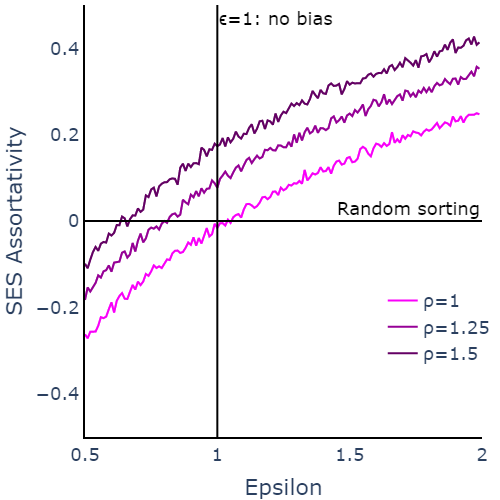 ϵ=1: no bias
0.4
0.2
0
−0.2
−0.4
SES Assortativity
Random sorting
ρ=1
ρ=1.25
ρ=1.5
0.5
1
1.5
2
Epsilon